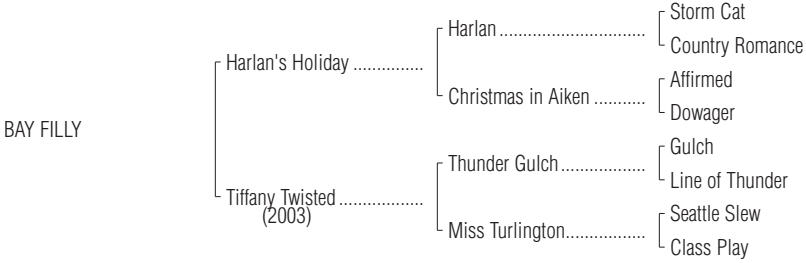 Storm Cat
Harlan..............................
Country Romance
Harlan's Holiday ...............
Affirmed
Christmas in Aiken ...........
Dowager
BAY FILLY
Gulch
Thunder Gulch..................
Line of Thunder
Tiffany Twisted ..................
(2003)
Seattle Slew
Miss Turlington.................
Class Play